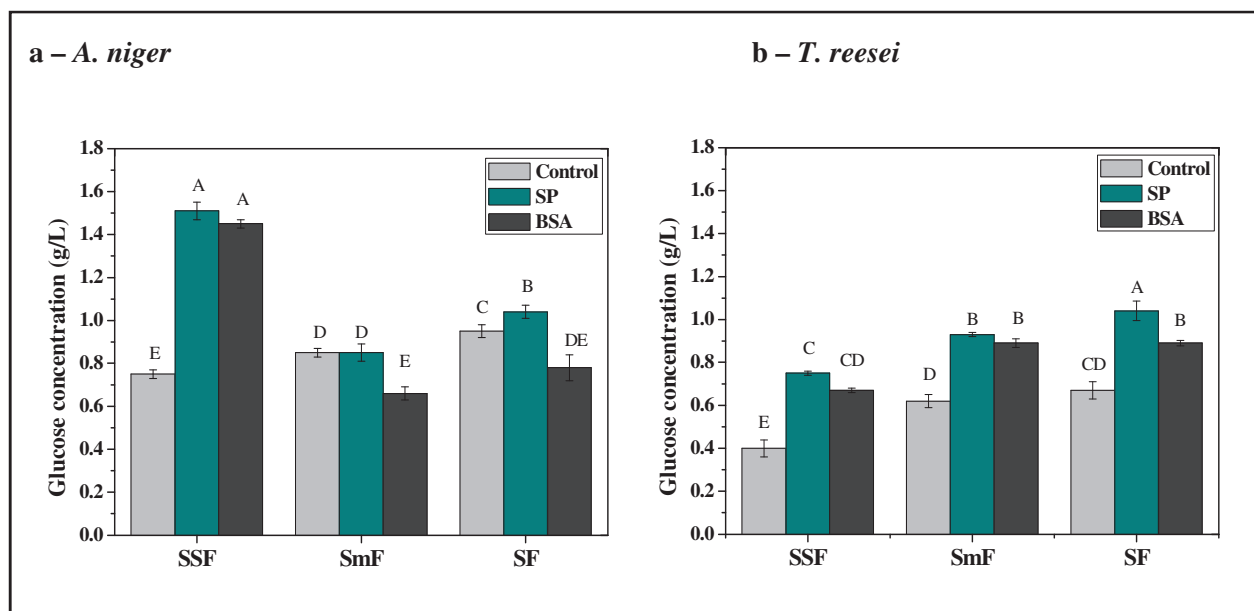 a – A. niger
b – T. reesei
Glucose concentration (g/L)
1.8
1.6
1.4
1.2
1.0
0.8
0.6
0.4
0.2
0.0
Control
SP
BSA
E
A
A
D
D
E
C
B
DE
SSF
SmF
SF
Glucose concentration (g/L)
1.8
1.6
1.4
1.2
1.0
0.8
0.6
0.4
0.2
0.0
Control
SP
BSA
E
C
CD
D
B
B
CD
A
B
SSF
SmF
SF